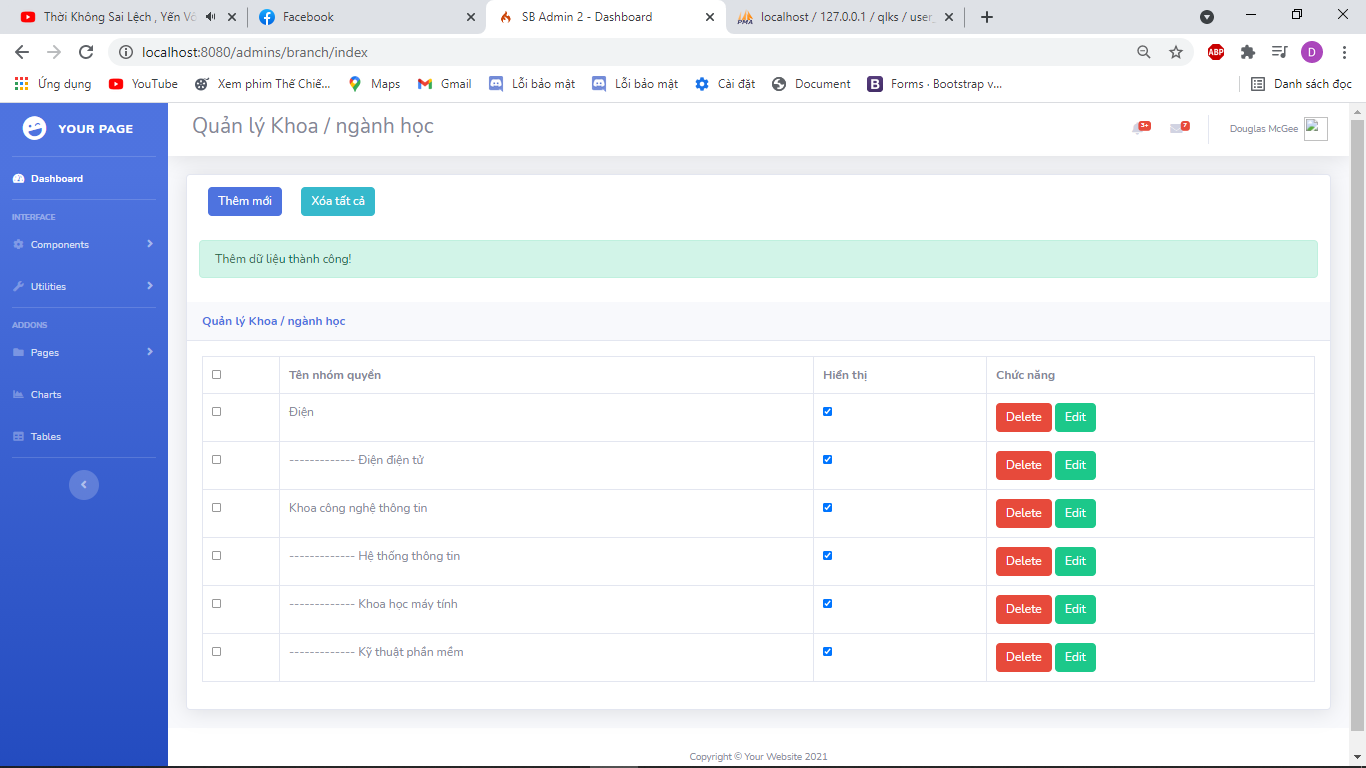 Thời Không Sai Lệch , Yến Vô
Facebook
SB Admin 2 - Dashboard
localhost / 127.0.0.1 / qlks / user_
localhost:8080/admins/branch/index
ABP
D
Ứng dụng
YouTube
Xem phim Thế Chiế...
Maps
Gmail
Lỗi bảo mật
Lỗi bảo mật
Cài đặt
Document
B
Forms · Bootstrap v...
Danh sách đọc
YOUR PAGE
Quản lý Khoa / ngành học
3+
7
Douglas McGee
Dashboard
INTERFACE
Components
Utilities
ADDONS
Pages
Charts
Tables
Thêm mới
Xóa tất cả
Thêm dữ liệu thành công!
Quản lý Khoa / ngành học
Tên nhóm quyền Hiển thị Chức năng
Điện Delete Edit
------------- Điện điện tử Delete Edit
Khoa công nghệ thông tin Delete Edit
------------- Hệ thống thông tin Delete Edit
------------- Khoa học máy tính Delete Edit
------------- Kỹ thuật phần mềm Delete Edit
Copyright © Your Website 2021